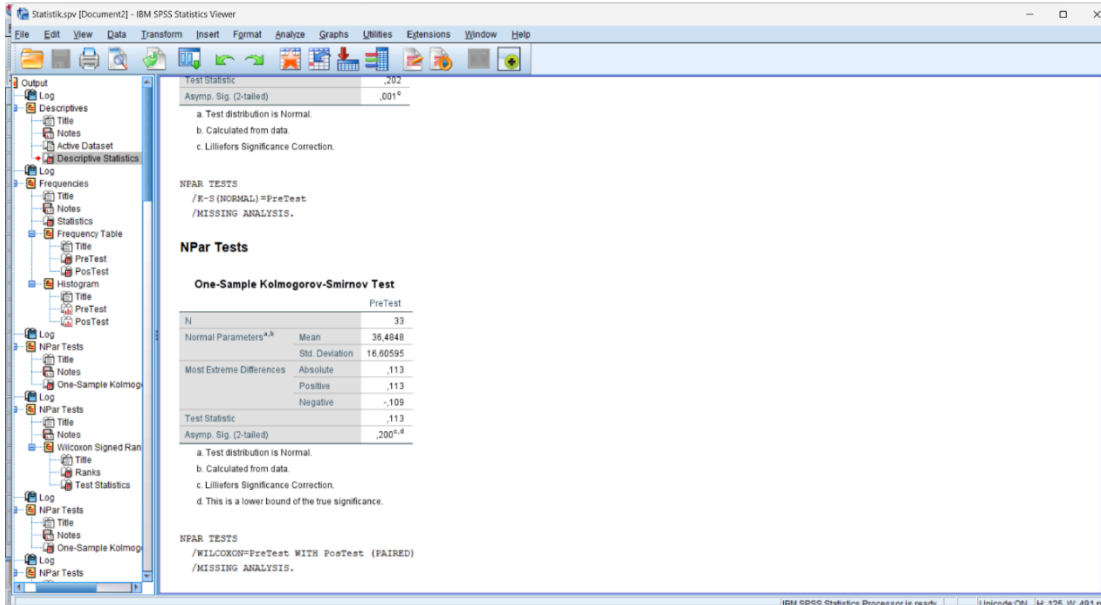 Statistik.spv [Document2] - IBM SPSS Statistics Viewer
File Edit View Data Transform Insert Format Analyze Graphs Utilities Extensions Window Help
Output
Log
Descriptives
Title
Notes
Active Dataset
Descriptive Statistics
Log
Frequencies
Title
Notes
Statistics
Frequency Table
Title
PreTest
PosTest
Histogram
Title
PreTest
PosTest
Log
NPar Tests
Title
Notes
One-Sample Kolmog
Log
NPar Tests
Title
Notes
Wilcoxon Signed Ran
Title
Ranks
Test Statistics
Log
NPar Tests
Title
Notes
One-Sample Kolmog
Log
NPar Tests
Test Statistic ,202
Asymp. Sig. (2-tailed) ,001c
a. Test distribution is Normal.
b. Calculated from data.
c. Lilliefors Significance Correction.
NPAR TESTS
/K-S(NORMAL)=PreTest
/MISSING ANALYSIS.
NPar Tests
One-Sample Kolmogorov-Smirnov Test
PreTest
N 33
Normal Parametersa,b Mean 36,4848
Std. Deviation 16,60595
Most Extreme Differences Absolute ,113
Positive ,113
Negative -,109
Test Statistic ,113
Asymp. Sig. (2-tailed) ,200c,d
a. Test distribution is Normal.
b. Calculated from data.
c. Lilliefors Significance Correction.
d. This is a lower bound of the true significance.
NPAR TESTS
/WILCOXON=PreTest WITH PosTest (PAIRED)
/MISSING ANALYSIS.
IBM SPSS Statistics Processor is ready Unicode:ON H: 125, W: 491